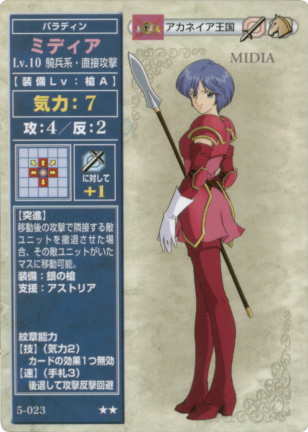 パラディン
ミディア
Lv.10 騎兵系・直接攻撃
【装備Lv：槍A】
気力：7
攻：4／反：2
に対して
+1
【突進】
移動後の攻撃で隣接する敵
ユニットを撤退させた場
合、その敵ユニットがいた
マスに移動可能。
装備：銀の槍
支援：アストリア
紋章能力
【技】（気力2）
カードの効果1つ無効
【速】（手札3）
後退して攻撃反撃回避
5-023
★★
アカネイア王国
MIDIA